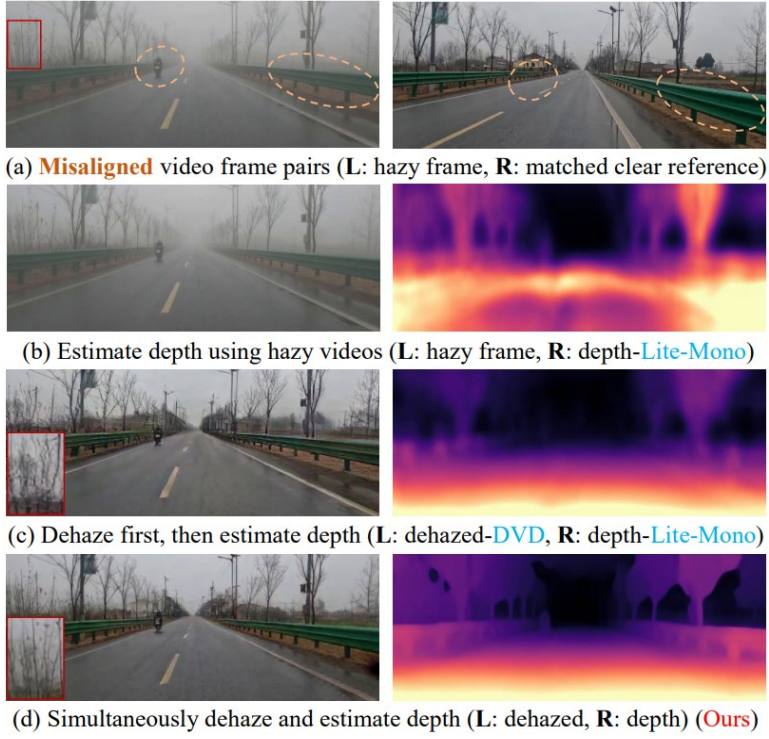 (a) Misaligned video frame pairs (L: hazy frame, R: matched clear reference)
(b) Estimate depth using hazy videos (L: hazy frame, R: depth-Lite-Mono)
(c) Dehaze first, then estimate depth (L: dehazed-DVD, R: depth-Lite-Mono)
(d) Simultaneously dehaze and estimate depth (L: dehazed, R: depth) (Ours)